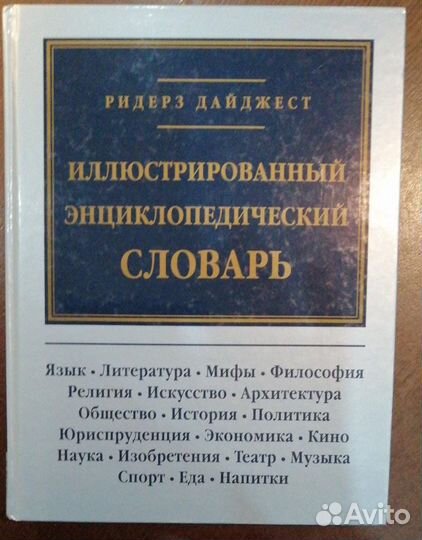 РИДЕРЗ ДАЙДЖЕСТ
ИЛЛЮСТРИРОВАННЫЙ
ЭНЦИКЛОПЕДИЧЕСКИЙ
СЛОВАРЬ
Язык • Литература • Мифы • Философия
Религия • Искусство • Архитектура
Общество • История • Политика
Юриспруденция • Экономика • Кино
Наука • Изобретения • Театр • Музыка
Спорт • Еда • Напитки
Avito